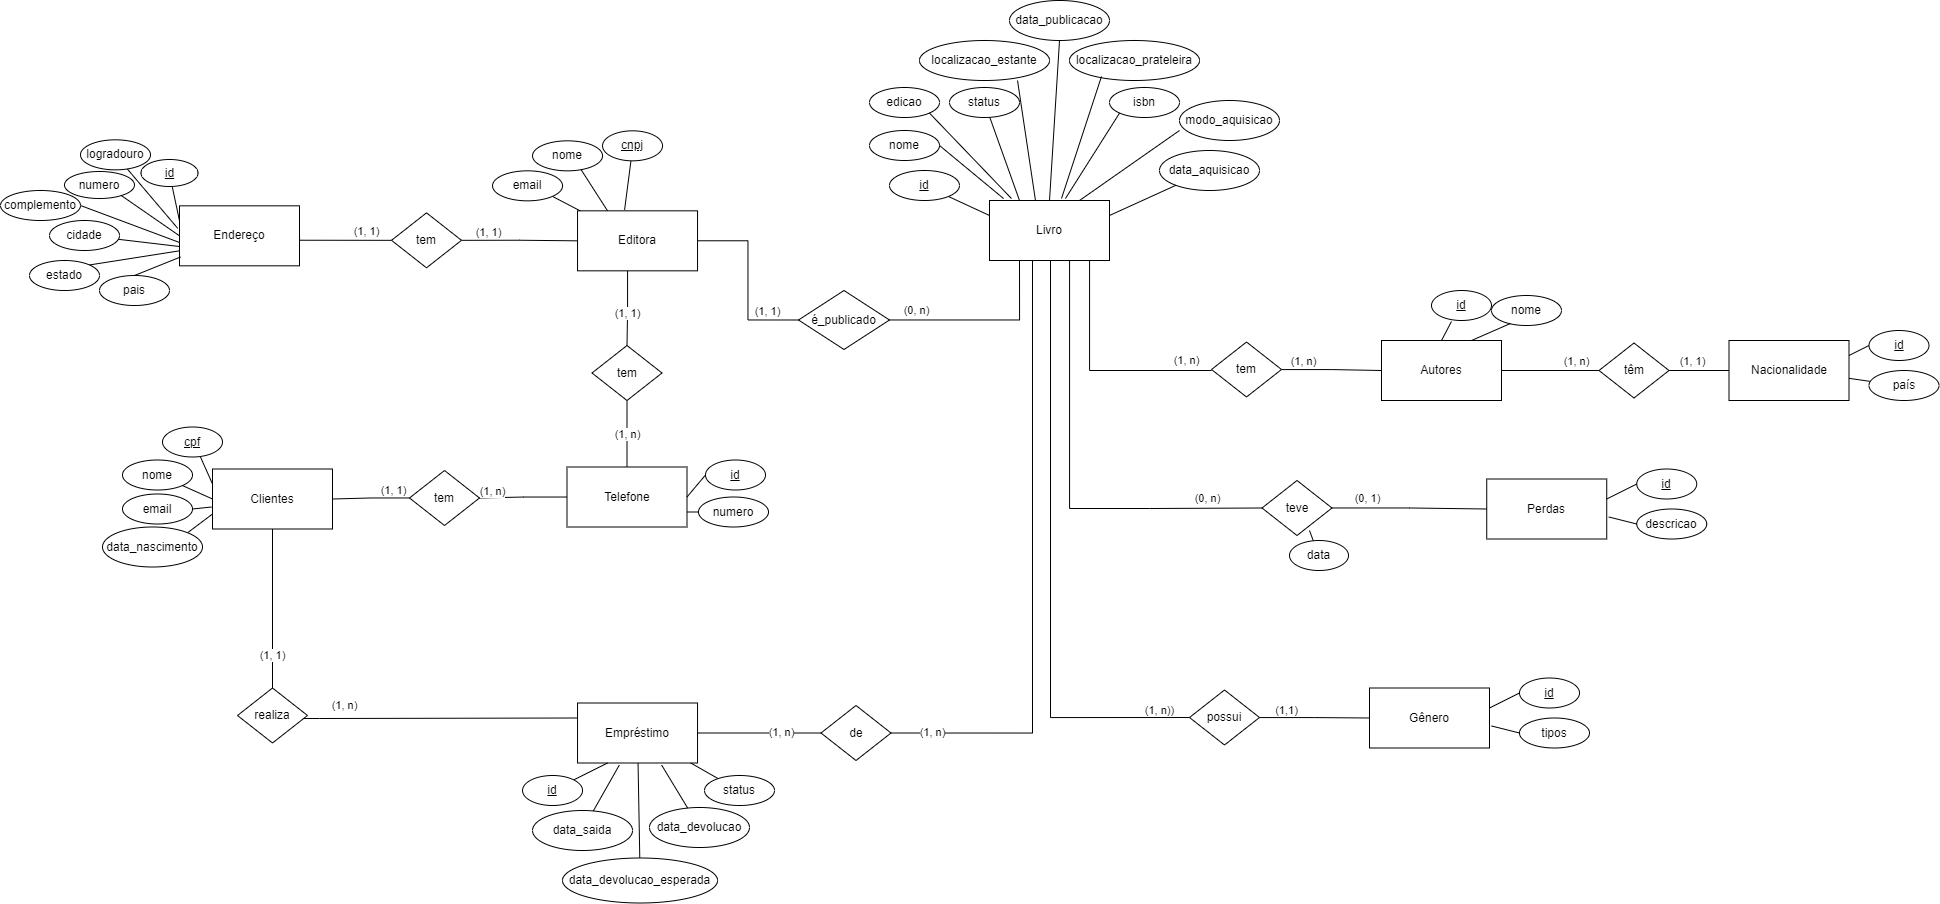 data_publicacao
localizacao_estante
localizacao_prateleira
edicao
status
isbn
modo_aquisicao
nome
data_aquisicao
id
Livro
logradouro
id
numero
complemento
cidade
estado
pais
Endereço
(1, 1)
tem
(1, 1)
nome
cnpj
email
Editora
(1, 1)
é_publicado
(0, n)
(1, 1)
tem
(1, n)
id
nome
(1, n)
tem
(1, n)
Autores
(1, n)
têm
(1, 1)
Nacionalidade
id
país
cpf
nome
email
data_nascimento
Clientes
(1, 1)
tem
(1, n)
Telefone
id
numero
(0, n)
teve
(0, 1)
data
Perdas
id
descricao
(1, 1)
realiza
(1, n)
Empréstimo
(1, n)
de
(1, n)
id
status
data_saida
data_devolucao
data_devolucao_esperada
(1, n))
possui
(1,1)
Gênero
id
tipos